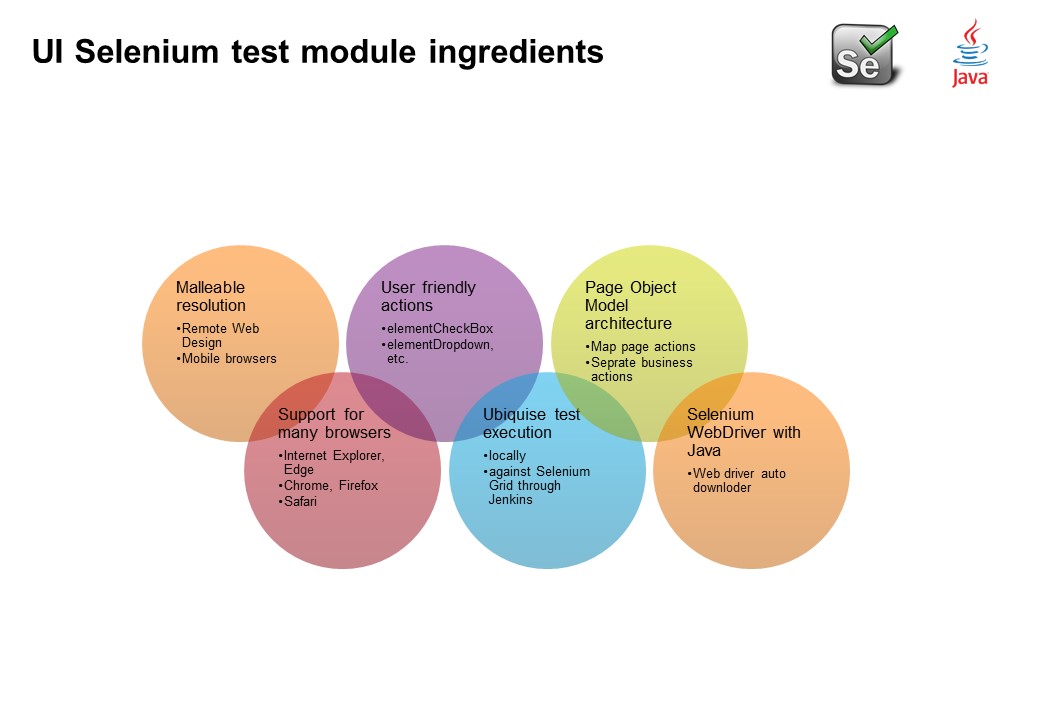 UI Selenium test module ingredients
Se
Java
Malleable
resolution
•Remote Web
Design
•Mobile browsers
User friendly
actions
•elementCheckBox
•elementDropdown,
etc.
Page Object
Model
architecture
•Map page actions
•Seprate business
actions
Support for
many browsers
•Internet Explorer,
Edge
•Chrome, Firefox
•Safari
Ubiquise test
execution
•locally
•against Selenium
Grid through
Jenkins
Selenium
WebDriver with
Java
•Web driver auto
downloder